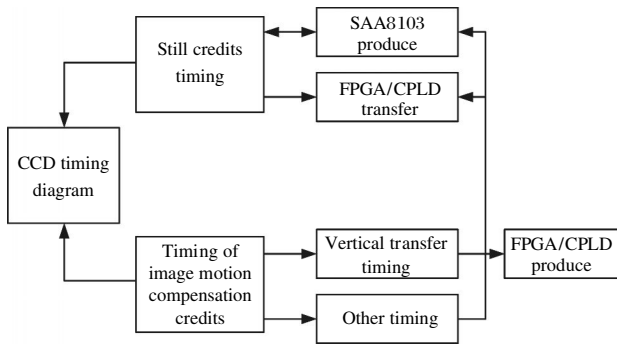 Still credits
timing
SAA8103
produce
FPGA/CPLD
transfer
CCD timing
diagram
Timing of
image motion
compensation
credits
Vertical transfer
timing
FPGA/CPLD
produce
Other timing